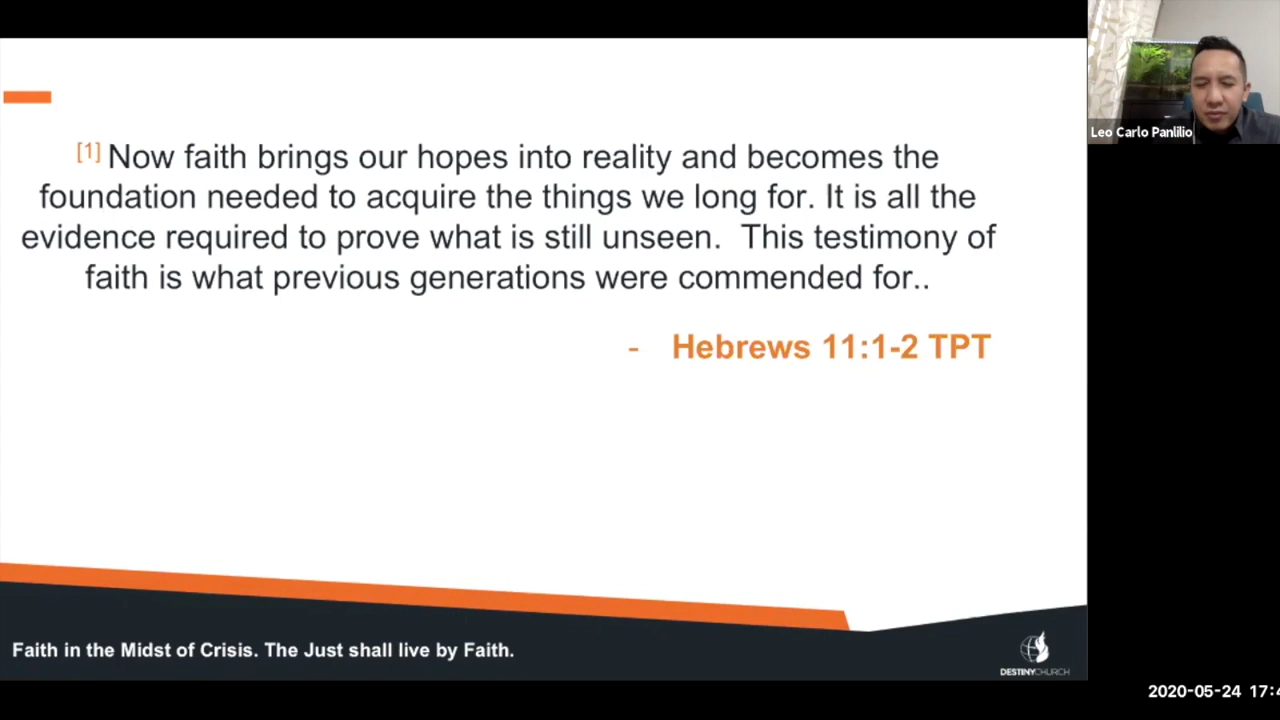 [1] Now faith brings our hopes into reality and becomes the
foundation needed to acquire the things we long for. It is all the
evidence required to prove what is still unseen.  This testimony of
faith is what previous generations were commended for..
- Hebrews 11:1-2 TPT
Leo Carlo Panlilio
Faith in the Midst of Crisis. The Just shall live by Faith.
DESTINYCHURCH
2020-05-24 17:4